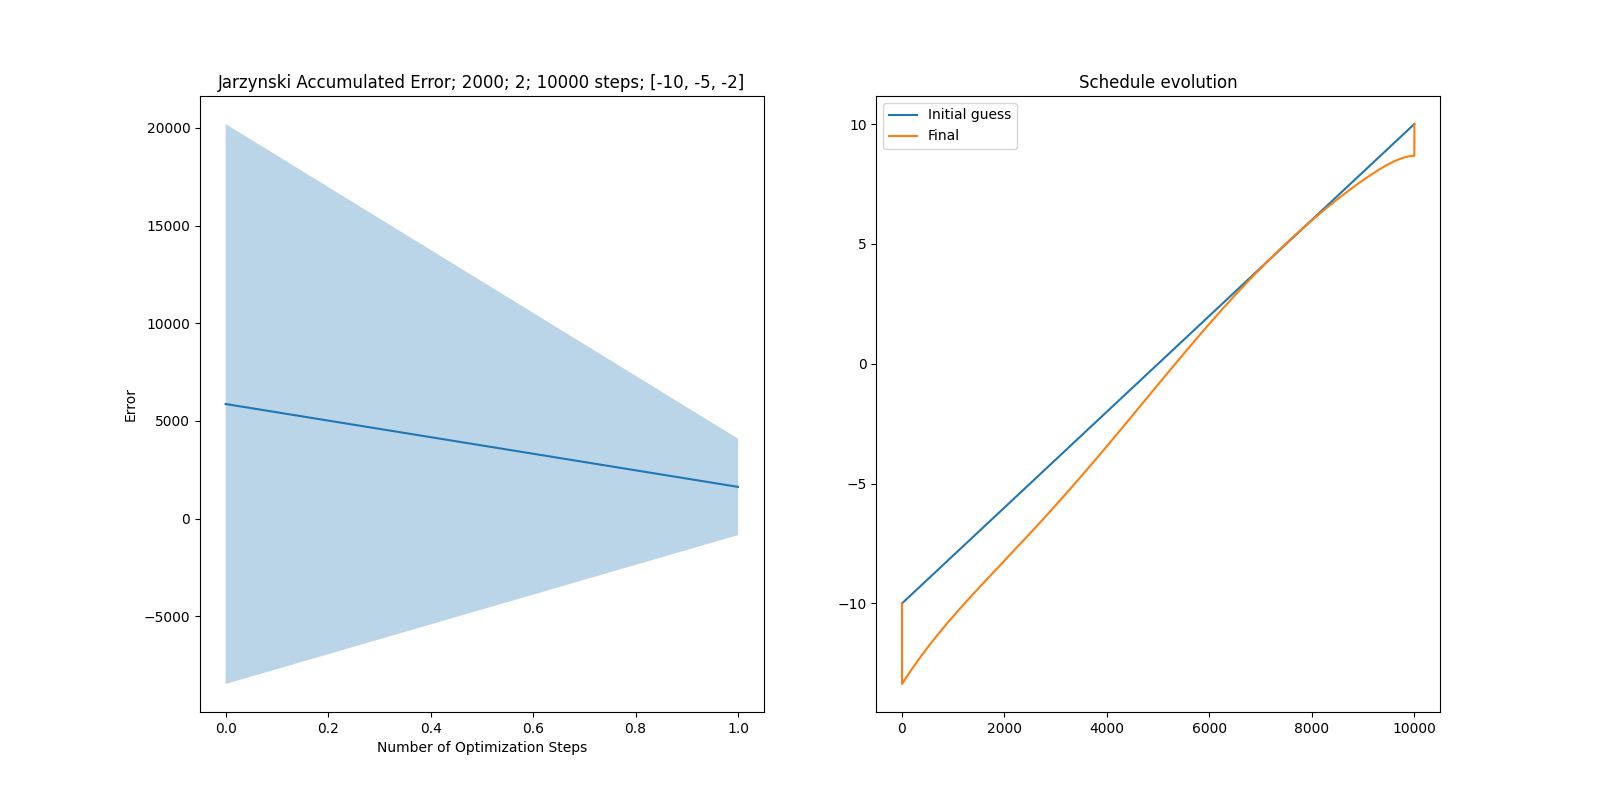 Jarzynski Accumulated Error; 2000; 2; 10000 steps; [-10, -5, -2]
20000
15000
10000
5000
0
−5000
Error
0.0 0.2 0.4 0.6 0.8 1.0
Number of Optimization Steps
Schedule evolution
Initial guess
Final
10
5
0
−5
−10
0 2000 4000 6000 8000 10000